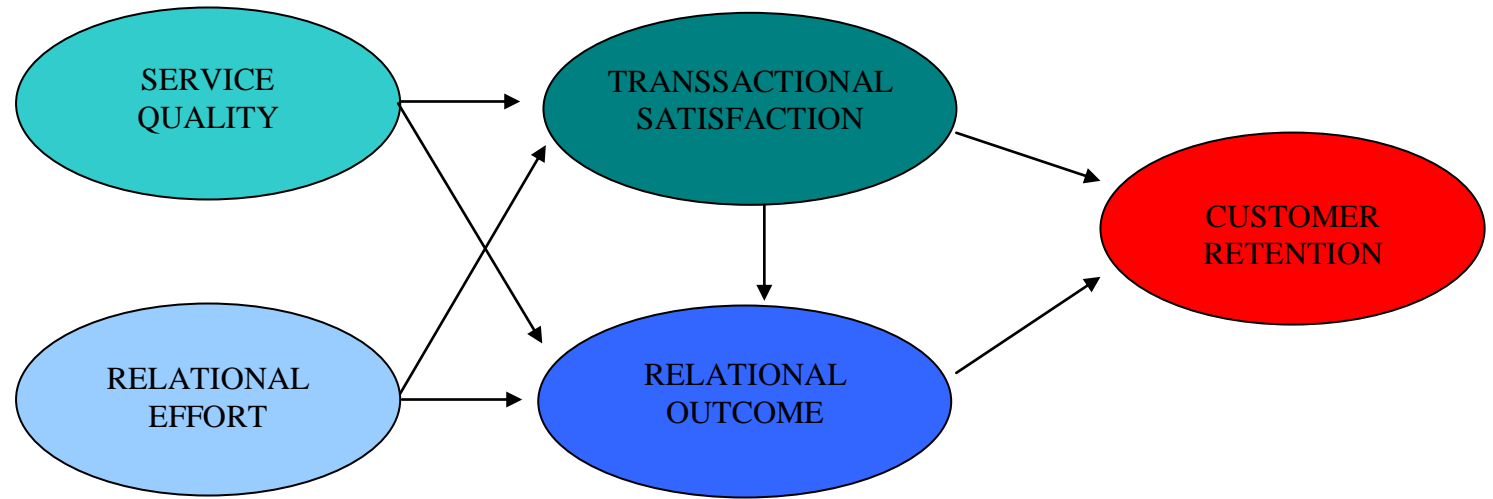 SERVICE
QUALITY
TRANSSACTIONAL
SATISFACTION
CUSTOMER
RETENTION
RELATIONAL
EFFORT
RELATIONAL
OUTCOME